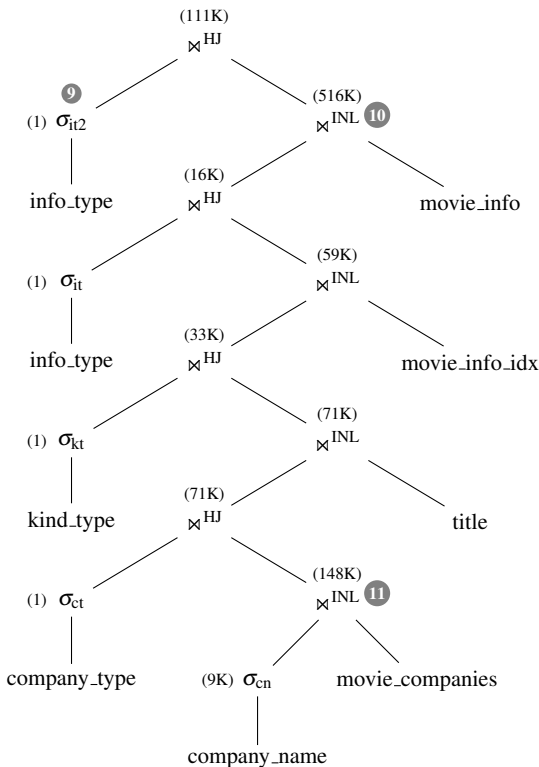 (111K)
⋈HJ
9
(1) σit2
(516K)
⋈INL 10
info_type
(16K)
⋈HJ
movie_info
(1) σit
(59K)
⋈INL
info_type
(33K)
⋈HJ
movie_info_idx
(1) σkt
(71K)
⋈INL
kind_type
(71K)
⋈HJ
title
(1) σct
(148K)
⋈INL 11
company_type
(9K) σcn
movie_companies
company_name